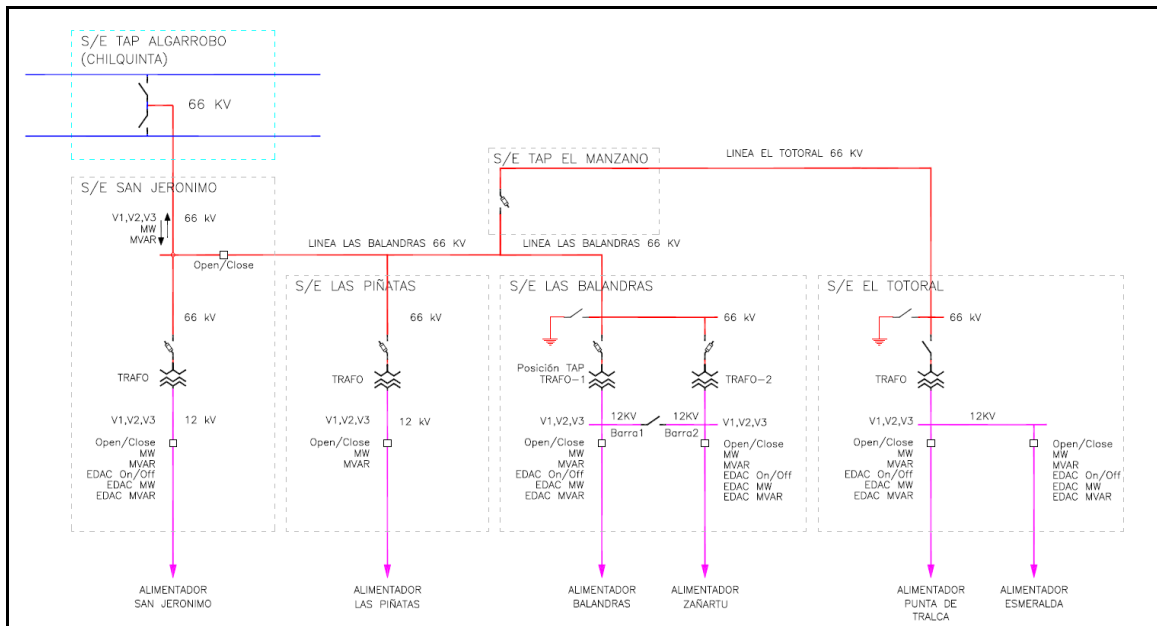 S/E TAP ALGARROBO
(CHILQUINTA)
66 KV
S/E TAP EL MANZANO
LINEA EL TOTORAL 66 KV
S/E SAN JERONIMO
V1,V2,V3
MW
MVAR
66 kV
Open/Close
LINEA LAS BALANDRAS 66 KV
LINEA LAS BALANDRAS 66 KV
66 kV
TRAFO
V1,V2,V3
12 kV
Open/Close
MW
MVAR
EDAC On/Off
EDAC MW
EDAC MVAR
ALIMENTADOR
SAN JERONIMO
S/E LAS PIÑATAS
66 kV
TRAFO
12 kV
Open/Close
MW
MVAR
ALIMENTADOR
LAS PIÑATAS
S/E LAS BALANDRAS
66 kV
Posición TAP
TRAFO-1
TRAFO-2
V1,V2,V3
12KV
12KV
V1,V2,V3
Barra1
Barra2
Open/Close
MW
MVAR
EDAC On/Off
EDAC MW
EDAC MVAR
Open/Close
MW
MVAR
EDAC On/Off
EDAC MW
EDAC MVAR
ALIMENTADOR
BALANDRAS
ALIMENTADOR
ZAÑARTU
S/E EL TOTORAL
66 kV
TRAFO
V1,V2,V3
12KV
Open/Close
MW
MVAR
EDAC On/Off
EDAC MW
EDAC MVAR
Open/Close
MW
MVAR
EDAC On/Off
EDAC MW
EDAC MVAR
ALIMENTADOR
PUNTA DE
TRALCA
ALIMENTADOR
ESMERALDA